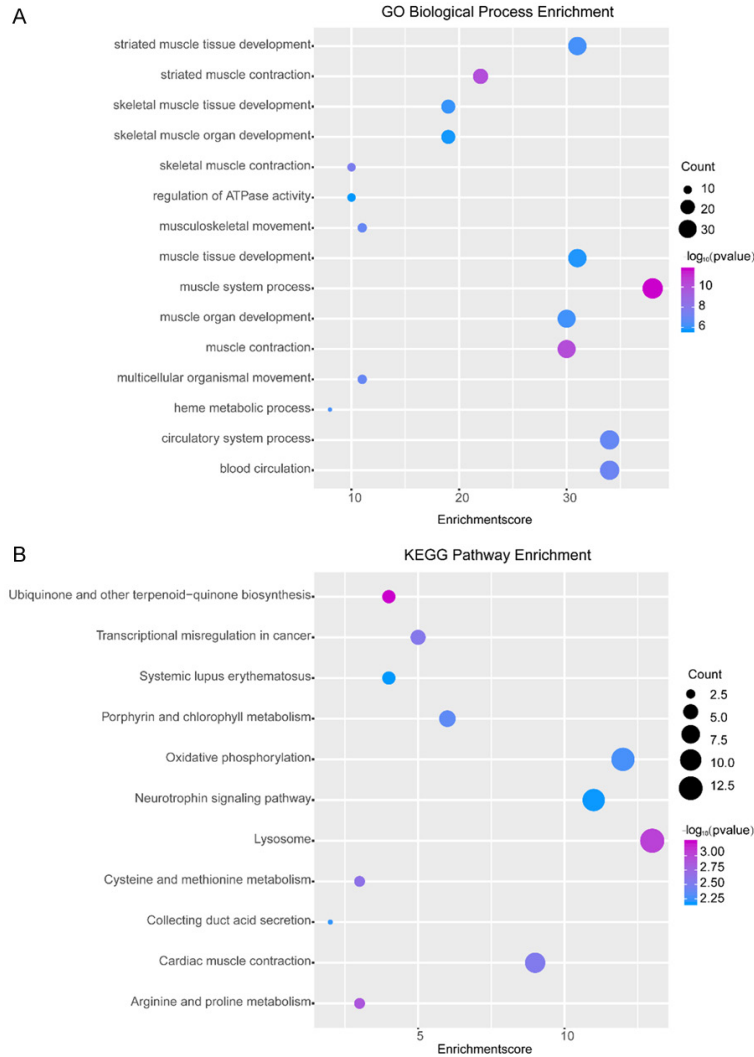 A
GO Biological Process Enrichment
striated muscle tissue development
striated muscle contraction
skeletal muscle tissue development
skeletal muscle organ development
skeletal muscle contraction
regulation of ATPase activity
musculoskeletal movement
muscle tissue development
muscle system process
muscle organ development
muscle contraction
multicellular organismal movement
heme metabolic process
circulatory system process
blood circulation
10 20 30
Enrichmentscore
Count
10
20
30
-log₁₀(pvalue)
10
8
6
B
KEGG Pathway Enrichment
Ubiquinone and other terpenoid−quinone biosynthesis
Transcriptional misregulation in cancer
Systemic lupus erythematosus
Porphyrin and chlorophyll metabolism
Oxidative phosphorylation
Neurotrophin signaling pathway
Lysosome
Cysteine and methionine metabolism
Collecting duct acid secretion
Cardiac muscle contraction
Arginine and proline metabolism
5 10
Enrichmentscore
Count
2.5
5.0
7.5
10.0
12.5
-log₁₀(pvalue)
3.00
2.75
2.50
2.25